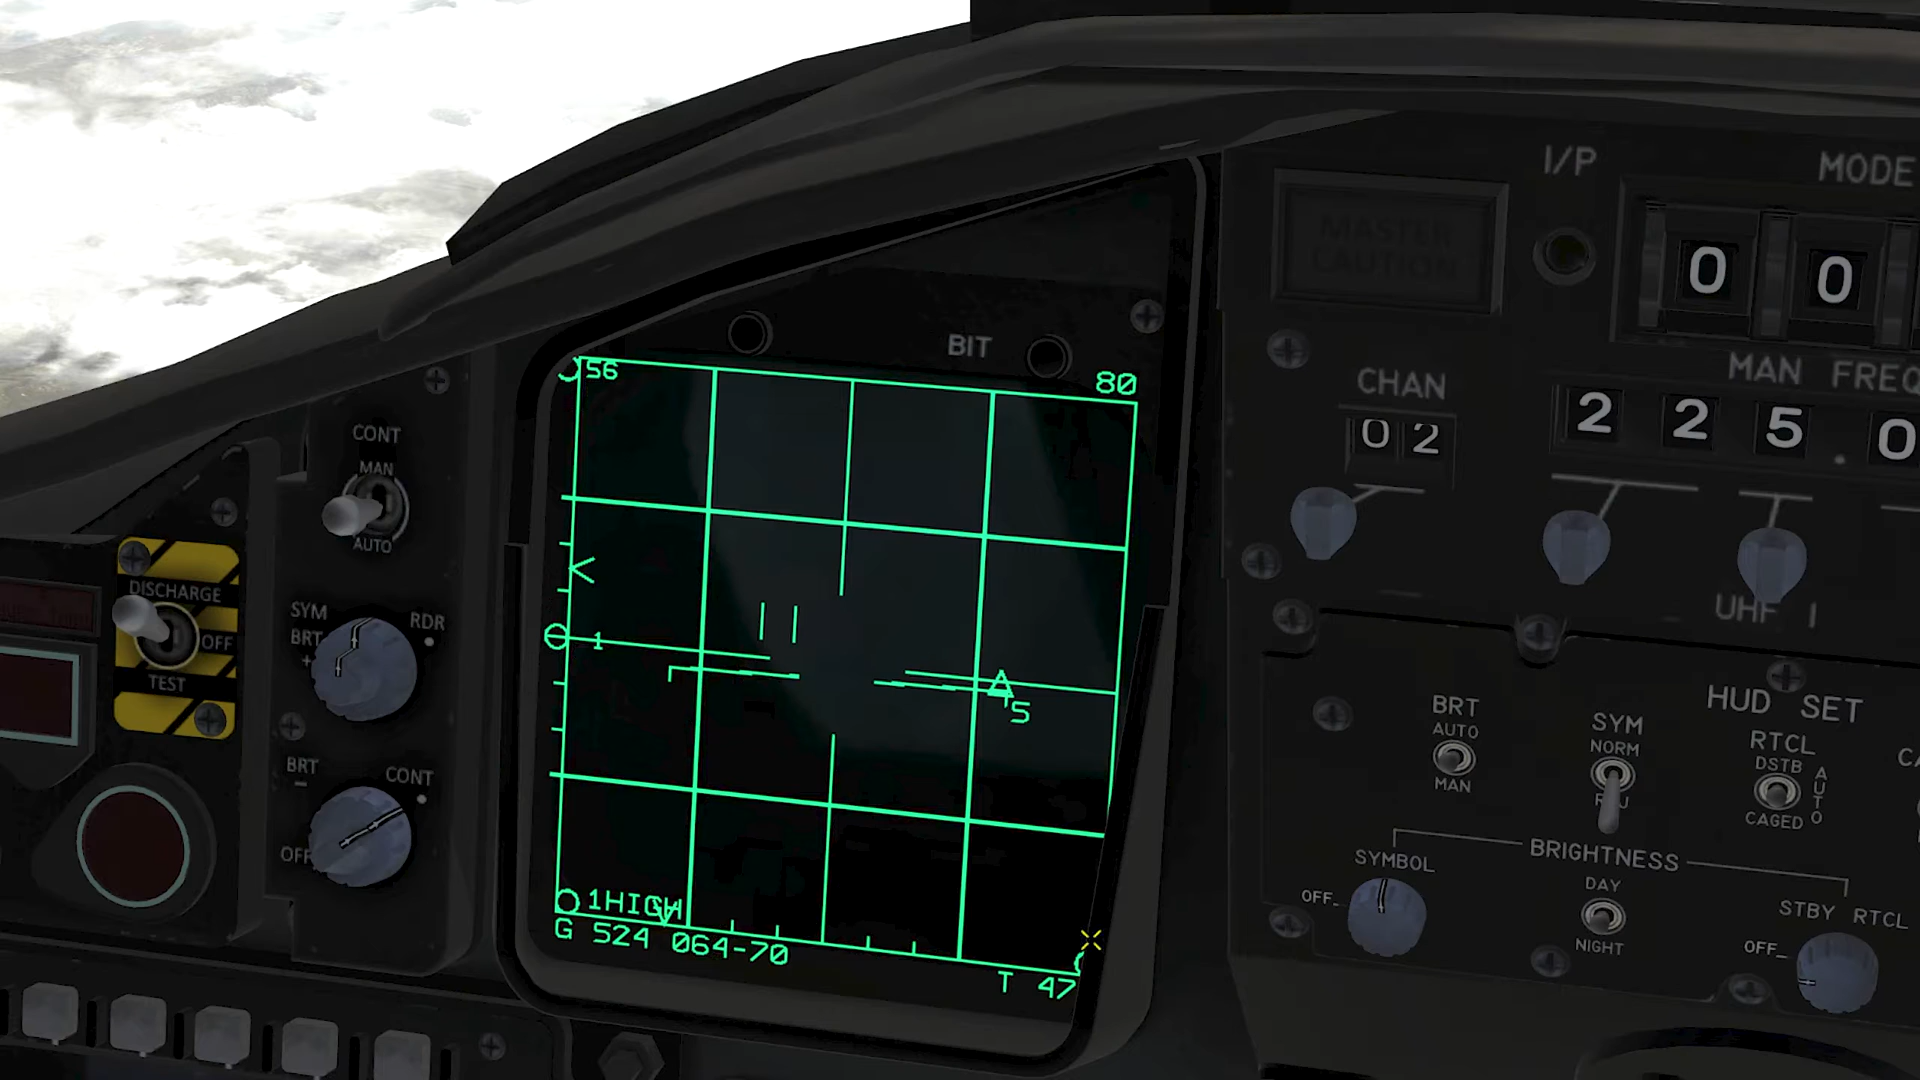 CONT
MAN
AUTO
DISCHARGE
OFF
TEST
SYM
BRT
+
RDR
BRT
-
CONT
OFF
BIT
56
80
1
5
1HIGH
G 524 064-70
T 47
MASTER
CAUTION
I/P
MODE
0 0
CHAN
02
MAN FREQ
2 2 5 . 0
UHF 1
HUD SET
BRT
AUTO
MAN
SYM
NORM
RTCL
DSTB
AUTO
CAGED
BRIGHTNESS
SYMBOL
OFF
DAY
NIGHT
STBY RTCL
OFF